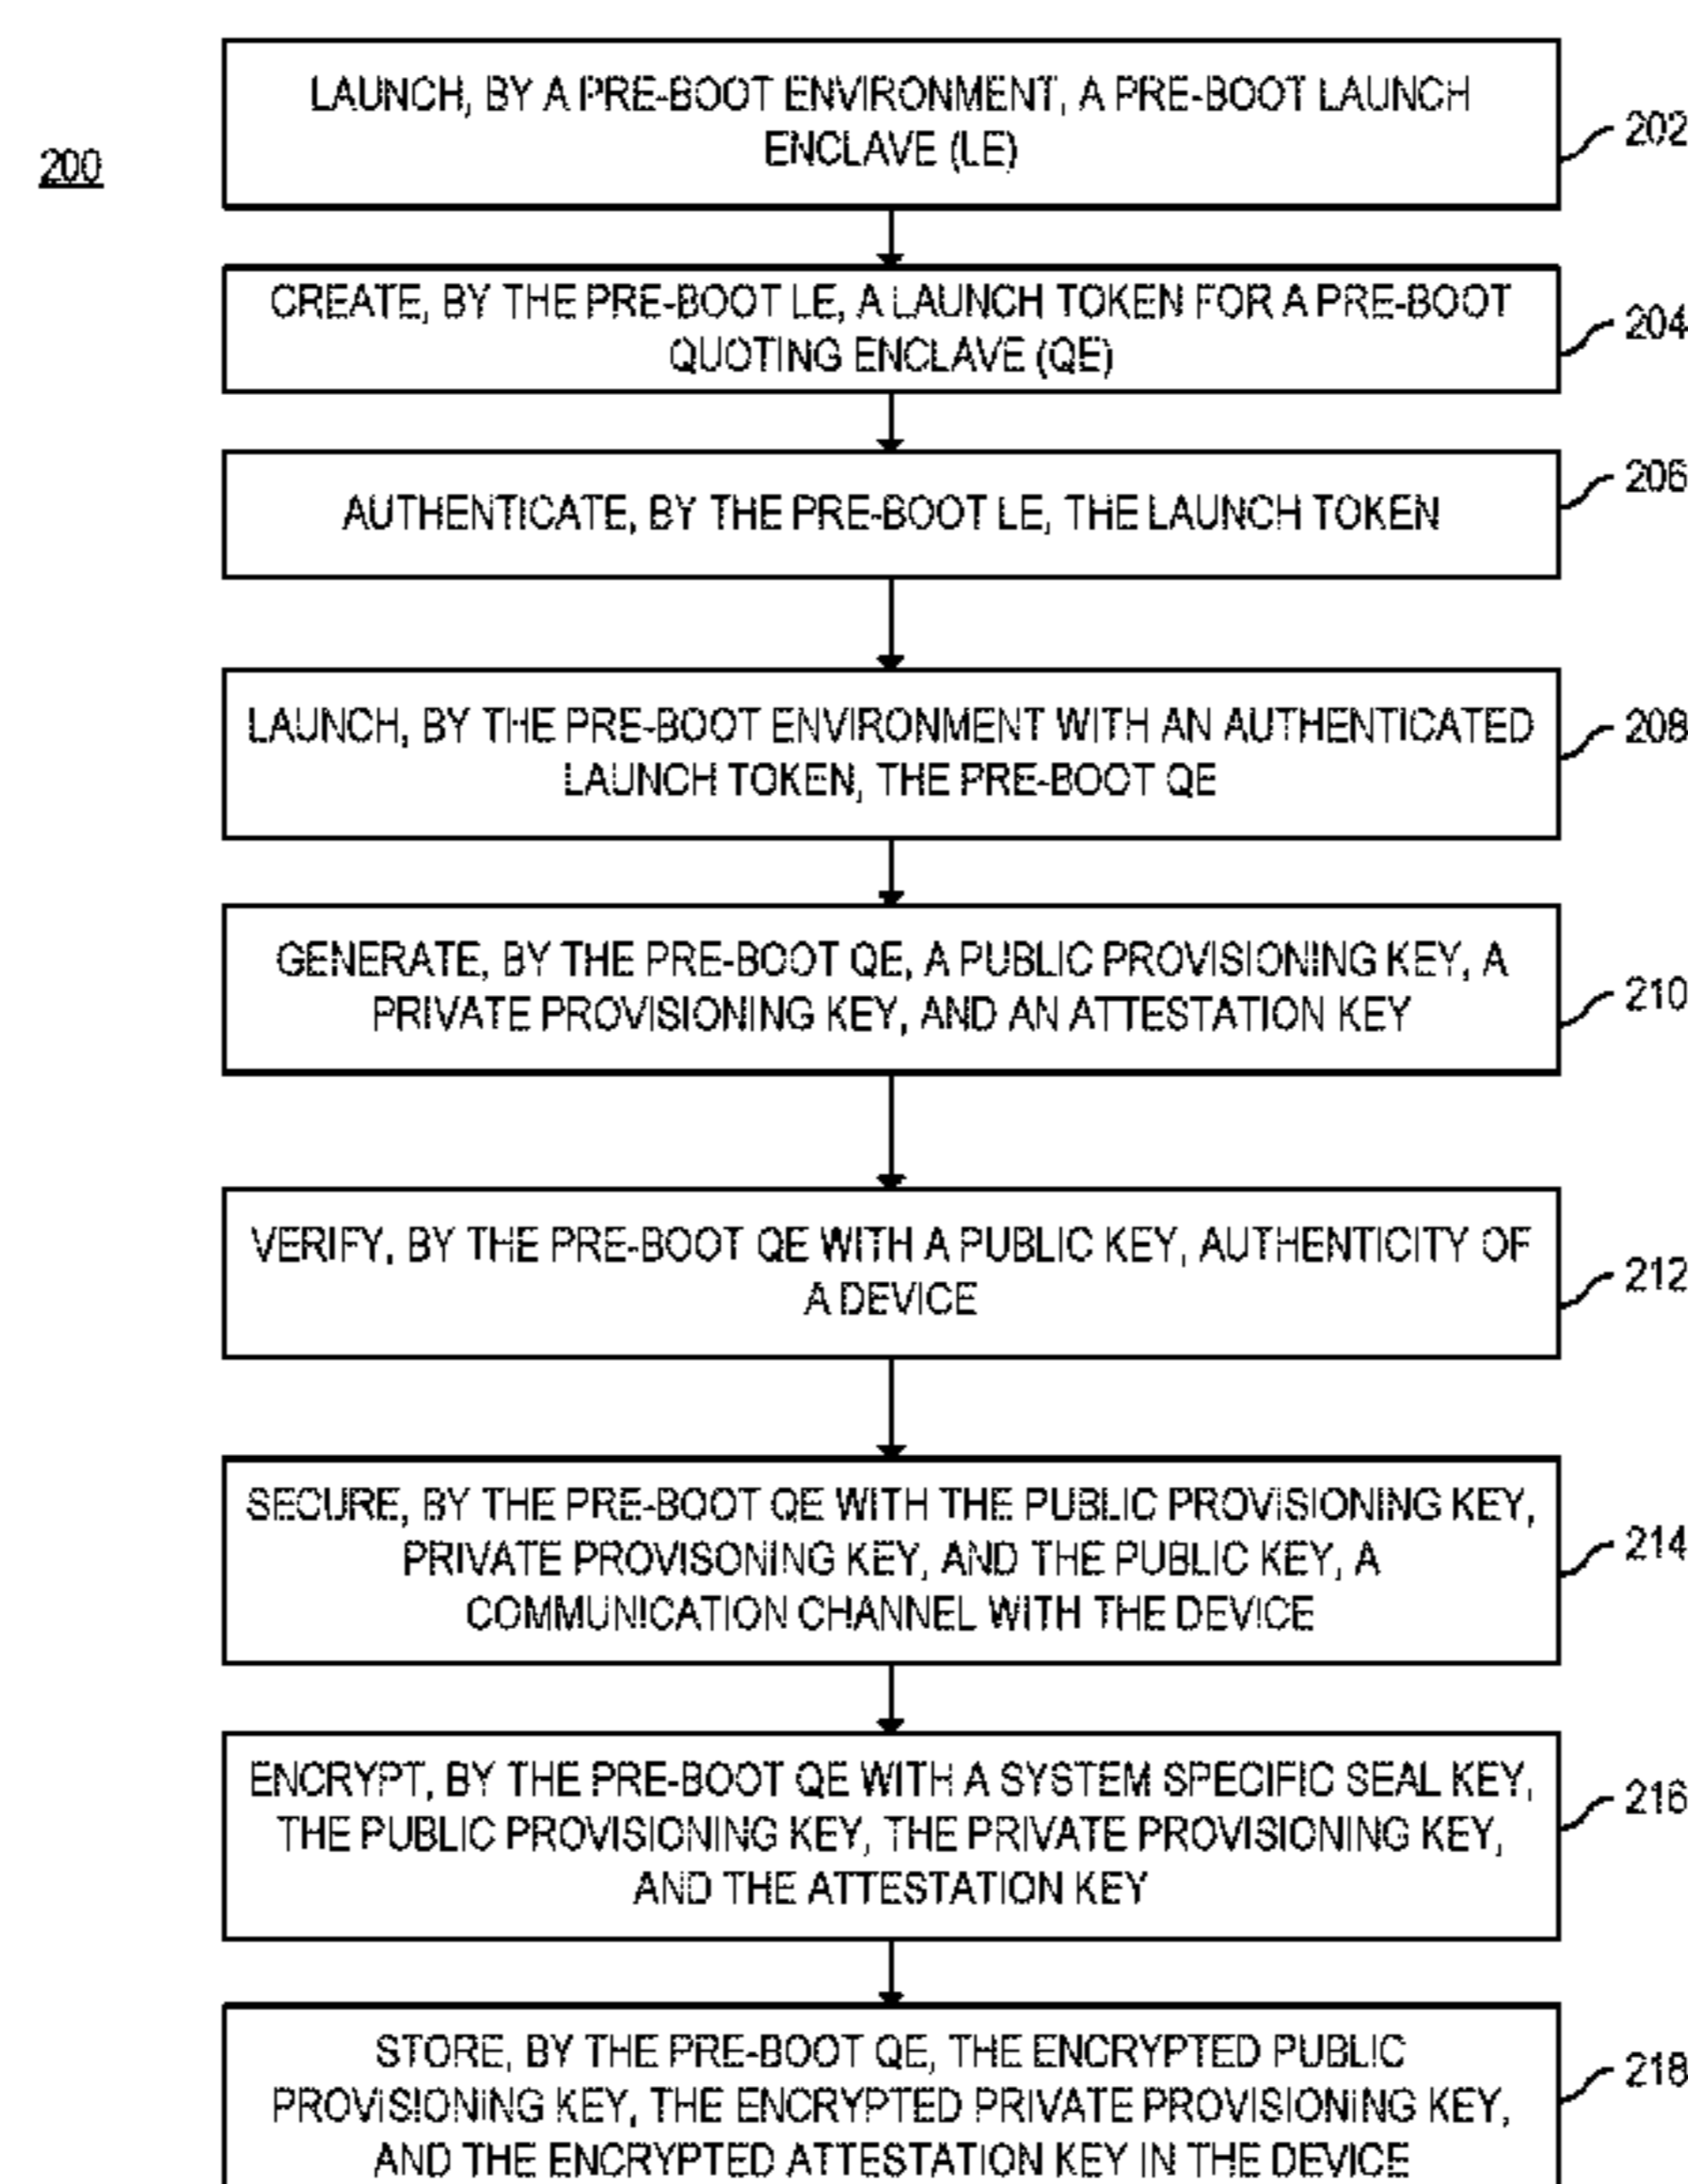 200
LAUNCH, BY A PRE-BOOT ENVIRONMENT, A PRE-BOOT LAUNCH
ENCLAVE (LE)
202
CREATE, BY THE PRE-BOOT LE, A LAUNCH TOKEN FOR A PRE-BOOT
QUOTING ENCLAVE (QE)
204
AUTHENTICATE, BY THE PRE-BOOT LE, THE LAUNCH TOKEN
206
LAUNCH, BY THE PRE-BOOT ENVIRONMENT WITH AN AUTHENTICATED
LAUNCH TOKEN, THE PRE-BOOT QE
208
GENERATE, BY THE PRE-BOOT QE, A PUBLIC PROVISIONING KEY, A
PRIVATE PROVISIONING KEY, AND AN ATTESTATION KEY
210
VERIFY, BY THE PRE-BOOT QE WITH A PUBLIC KEY, AUTHENTICITY OF
A DEVICE
212
SECURE, BY THE PRE-BOOT QE WITH THE PUBLIC PROVISIONING KEY,
PRIVATE PROVISONING KEY, AND THE PUBLIC KEY, A
COMMUNICATION CHANNEL WITH THE DEVICE
214
ENCRYPT, BY THE PRE-BOOT QE WITH A SYSTEM SPECIFIC SEAL KEY,
THE PUBLIC PROVISIONING KEY, THE PRIVATE PROVISIONING KEY,
AND THE ATTESTATION KEY
216
STORE, BY THE PRE-BOOT QE, THE ENCRYPTED PUBLIC
PROVISIONING KEY, THE ENCRYPTED PRIVATE PROVISIONING KEY,
AND THE ENCRYPTED ATTESTATION KEY IN THE DEVICE
218